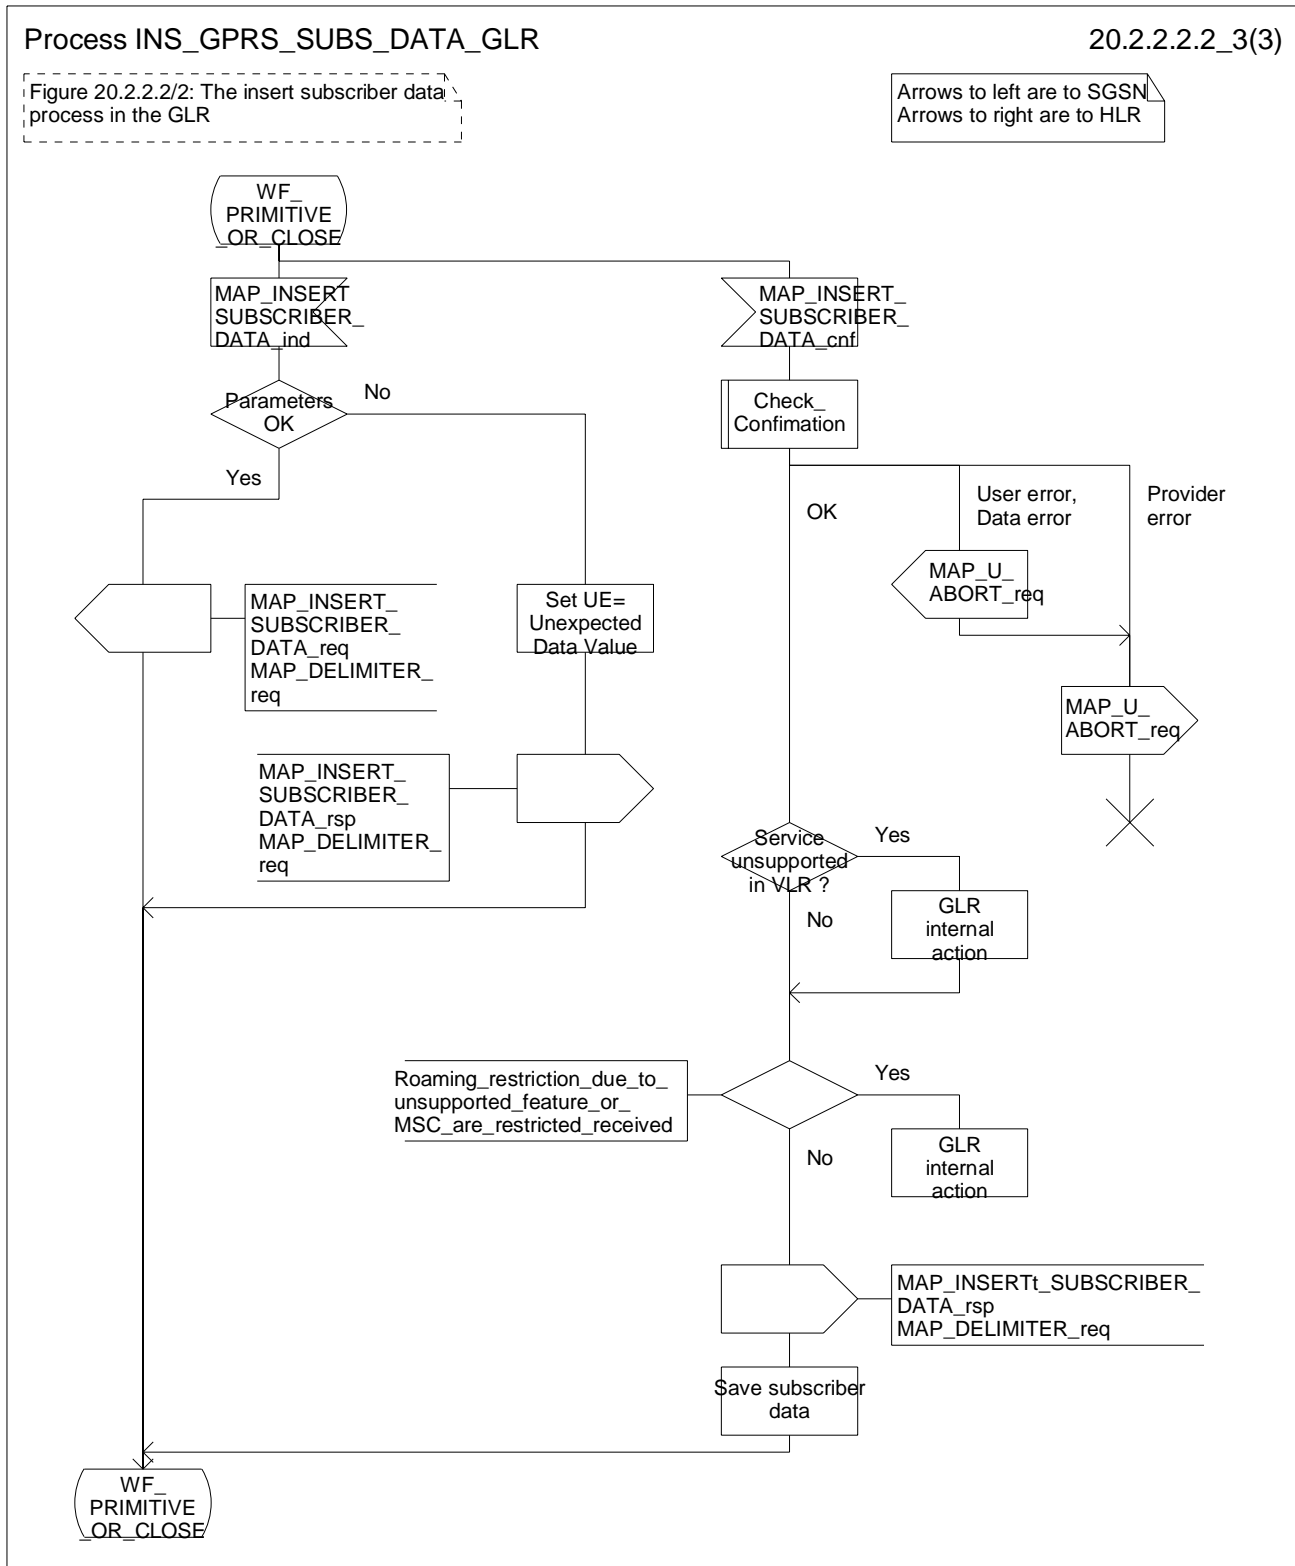 Process INS_GPRS_SUBS_DATA_GLR
20.2.2.2.2_3(3)
Figure 20.2.2.2/2: The insert subscriber data
process in the GLR
Arrows to left are to SGSN
Arrows to right are to HLR
WF_
PRIMITIVE
_OR_CLOSE
MAP_INSERT
SUBSCRIBER_
DATA_ind
MAP_INSERT_
SUBSCRIBER_
DATA_cnf
Parameters
OK
No
Yes
Check_
Confimation
OK
User error,
Data error
Provider
error
MAP_U_
ABORT_req
MAP_INSERT_
SUBSCRIBER_
DATA_req
MAP_DELIMITER_
req
Set UE=
Unexpected
Data Value
MAP_U_
ABORT_req
MAP_INSERT_
SUBSCRIBER_
DATA_rsp
MAP_DELIMITER_
req
Service
unsupported
in VLR ?
Yes
No
GLR
internal
action
Roaming_restriction_due_to_
unsupported_feature_or_
MSC_are_restricted_received
Yes
No
GLR
internal
action
MAP_INSERTt_SUBSCRIBER_
DATA_rsp
MAP_DELIMITER_req
Save subscriber
data
WF_
PRIMITIVE
_OR_CLOSE